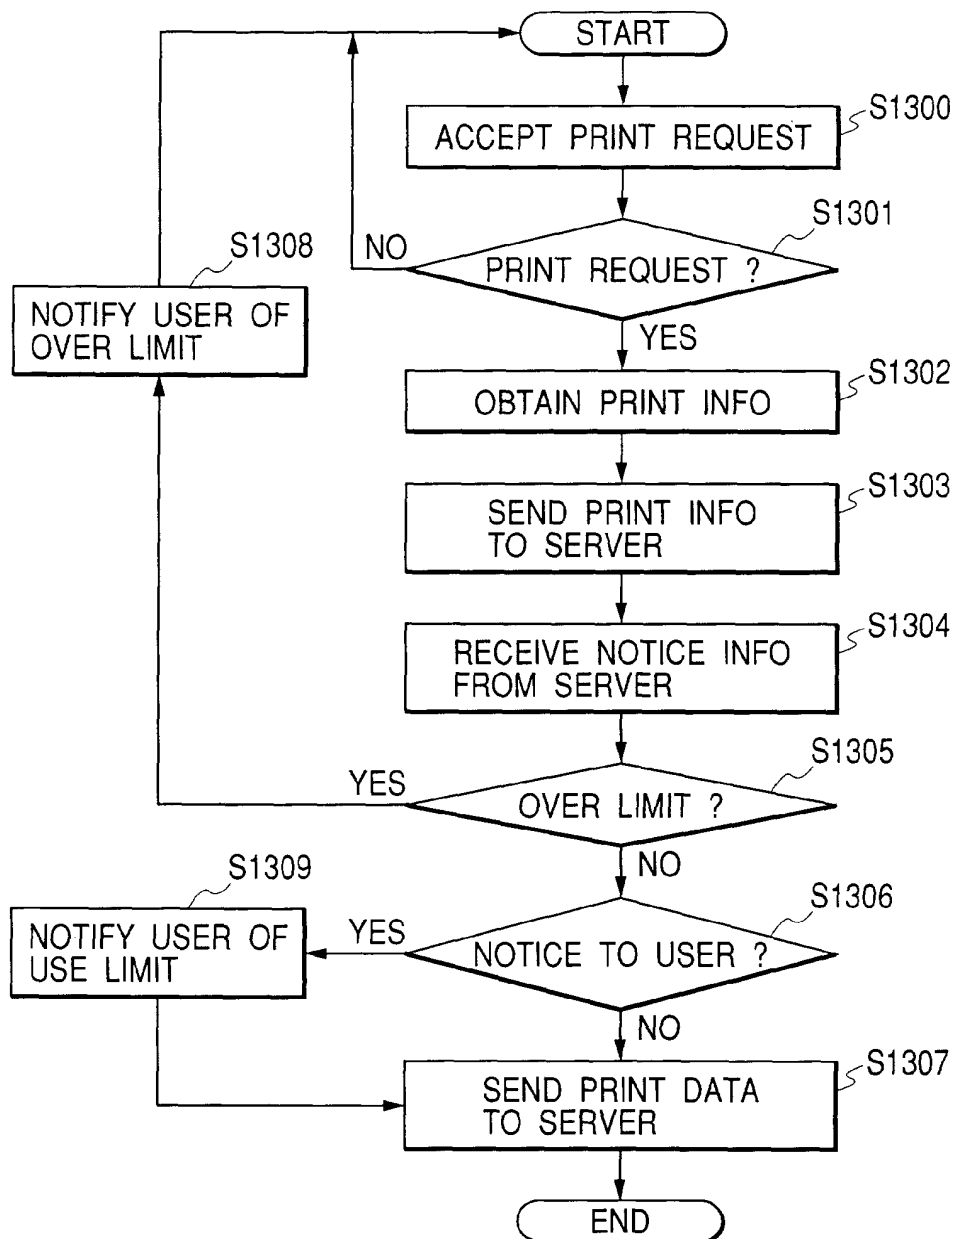 START
S1300
ACCEPT PRINT REQUEST
S1301
NO
PRINT REQUEST ?
YES
S1308
NOTIFY USER OF
OVER LIMIT
S1302
OBTAIN PRINT INFO
S1303
SEND PRINT INFO
TO SERVER
S1304
RECEIVE NOTICE INFO
FROM SERVER
S1305
YES
OVER LIMIT ?
NO
S1309
NOTIFY USER OF
USE LIMIT
S1306
YES
NOTICE TO USER ?
NO
S1307
SEND PRINT DATA
TO SERVER
END